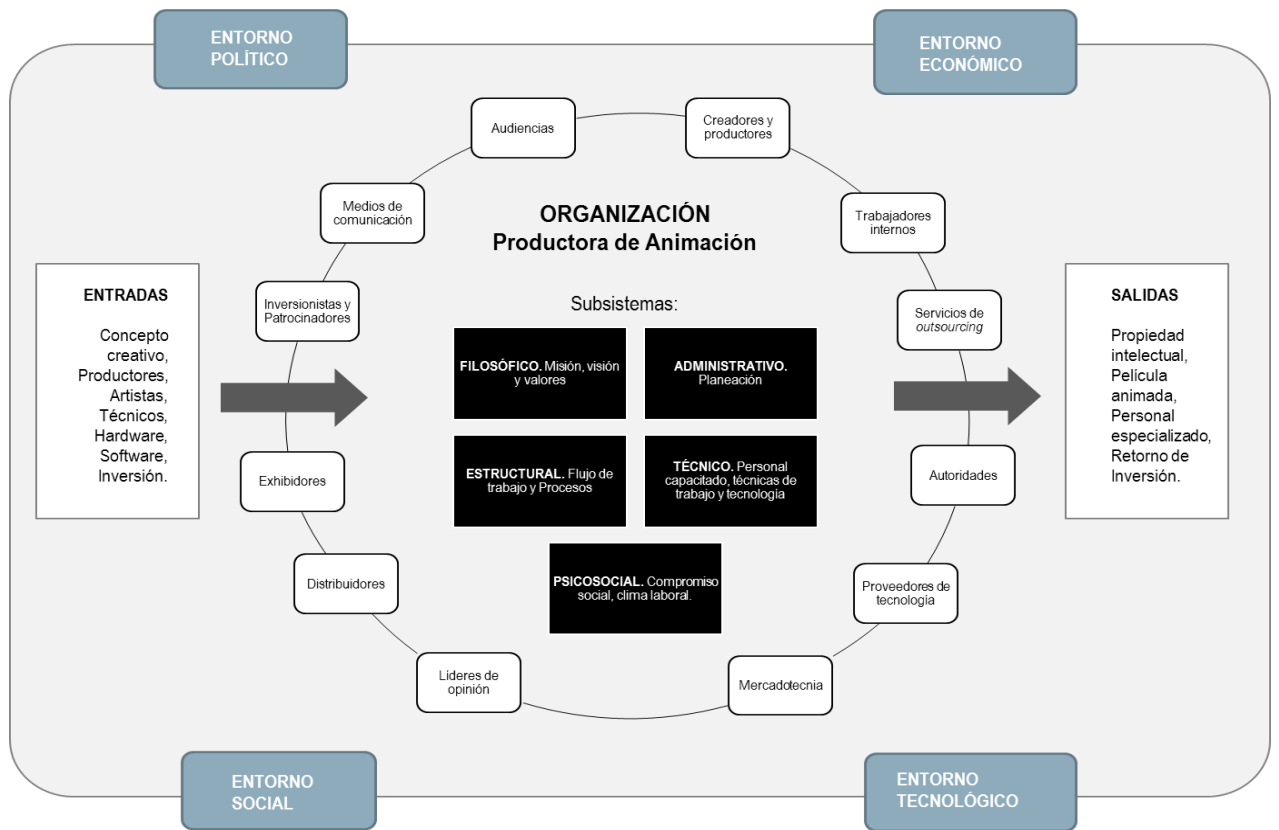 ENTORNO
POLÍTICO
ENTORNO
ECONÓMICO
Audiencias
Creadores y
productores
Medios de
comunicación
ORGANIZACIÓN
Productora de Animación
Trabajadores
internos
ENTRADAS
Concepto
creativo,
Productores,
Artistas,
Técnicos,
Hardware,
Software,
Inversión.
Inversionistas y
Patrocinadores
Subsistemas:
Servicios de
outsourcing
SALIDAS
Propiedad
intelectual,
Película
animada,
Personal
especializado,
Retorno de
Inversión.
FILOSÓFICO. Misión, visión
y valores
ADMINISTRATIVO.
Planeación
ESTRUCTURAL. Flujo de
trabajo y Procesos
TÉCNICO. Personal
capacitado, técnicas de
trabajo y tecnología
Exhibidores
Autoridades
PSICOSOCIAL. Compromiso
social, clima laboral.
Distribuidores
Proveedores de
tecnología
Líderes de
opinión
Mercadotecnia
ENTORNO
SOCIAL
ENTORNO
TECNOLÓGICO